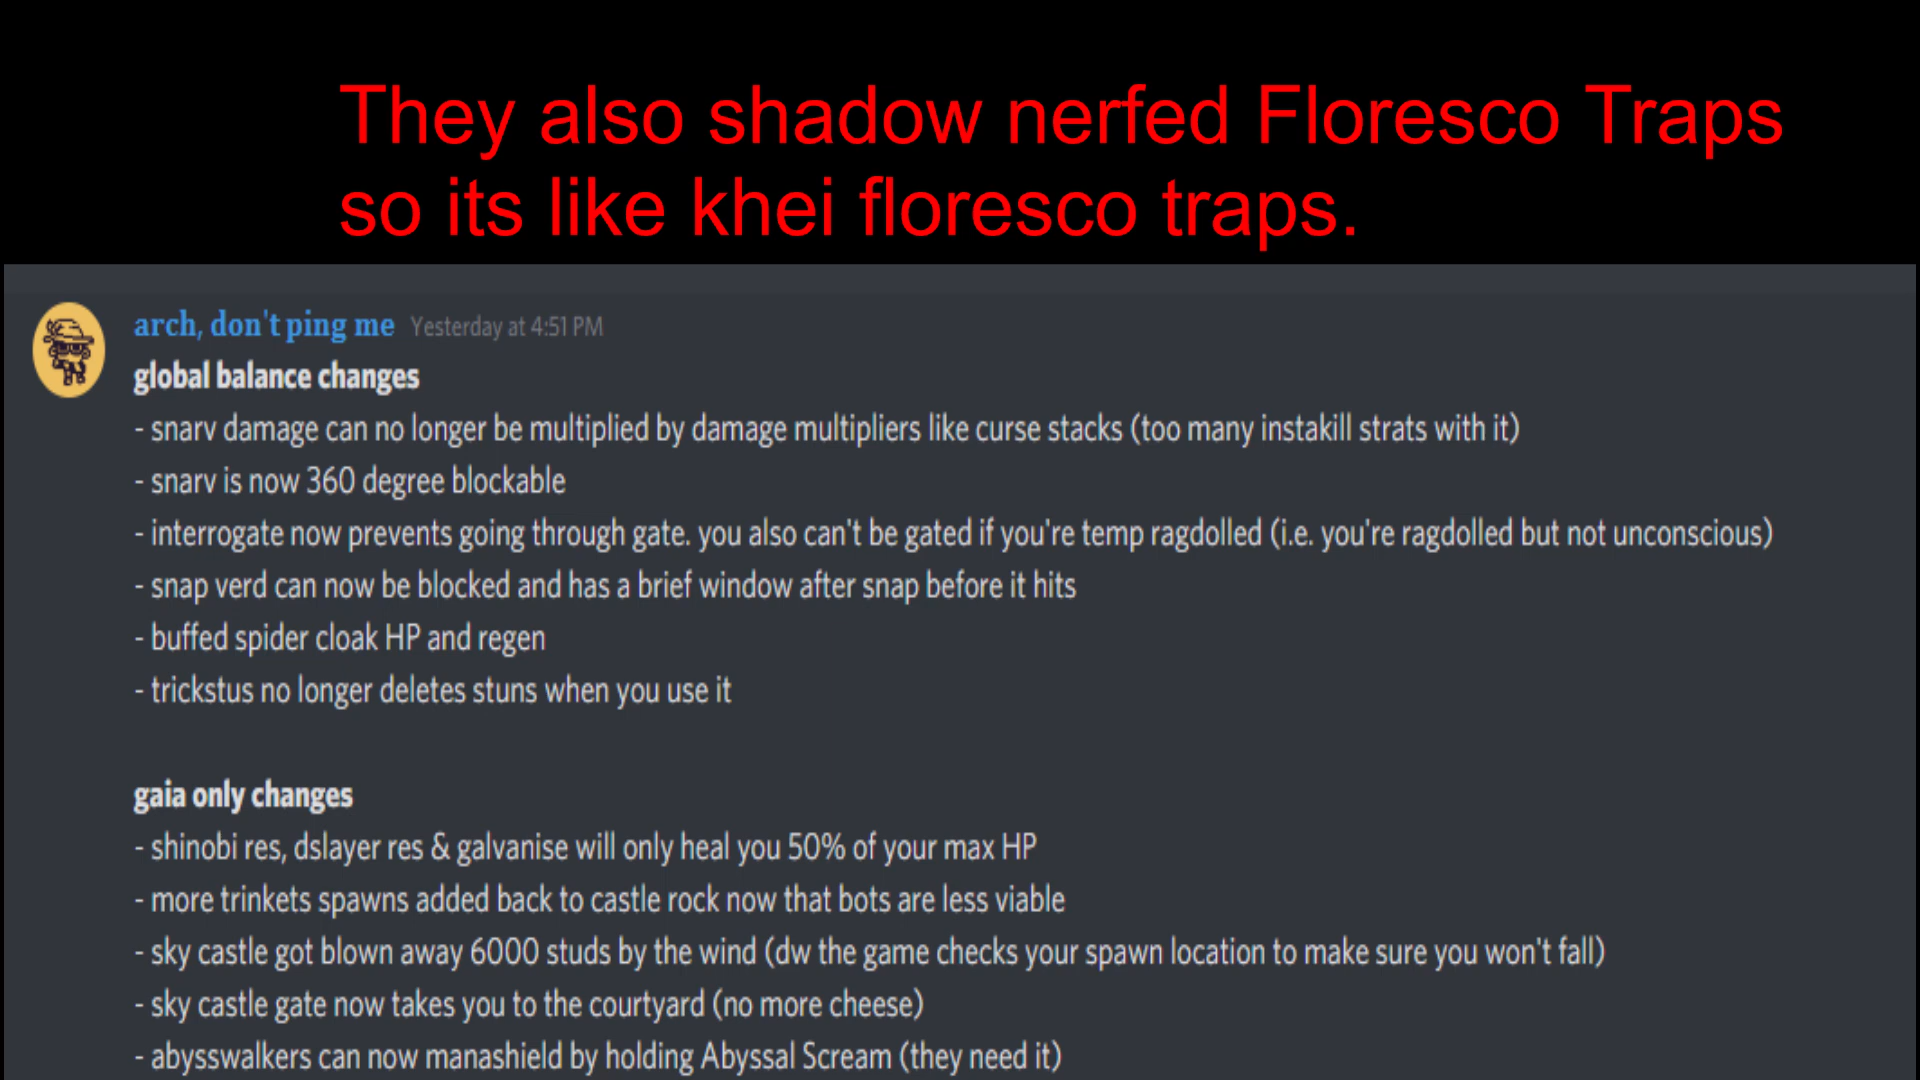 They also shadow nerfed Floresco Traps
so its like khei floresco traps.
arch, don't ping me Yesterday at 4:51 PM
global balance changes
- snarv damage can no longer be multiplied by damage multipliers like curse stacks (too many instakill strats with it)
- snarv is now 360 degree blockable
- interrogate now prevents going through gate. you also can't be gated if you're temp ragdolled (i.e. you're ragdolled but not unconscious)
- snap verd can now be blocked and has a brief window after snap before it hits
- buffed spider cloak HP and regen
- trickstus no longer deletes stuns when you use it
gaia only changes
- shinobi res, dslayer res & galvanise will only heal you 50% of your max HP
- more trinkets spawns added back to castle rock now that bots are less viable
- sky castle got blown away 6000 studs by the wind (dw the game checks your spawn location to make sure you won't fall)
- sky castle gate now takes you to the courtyard (no more cheese)
- abysswalkers can now manashield by holding Abyssal Scream (they need it)